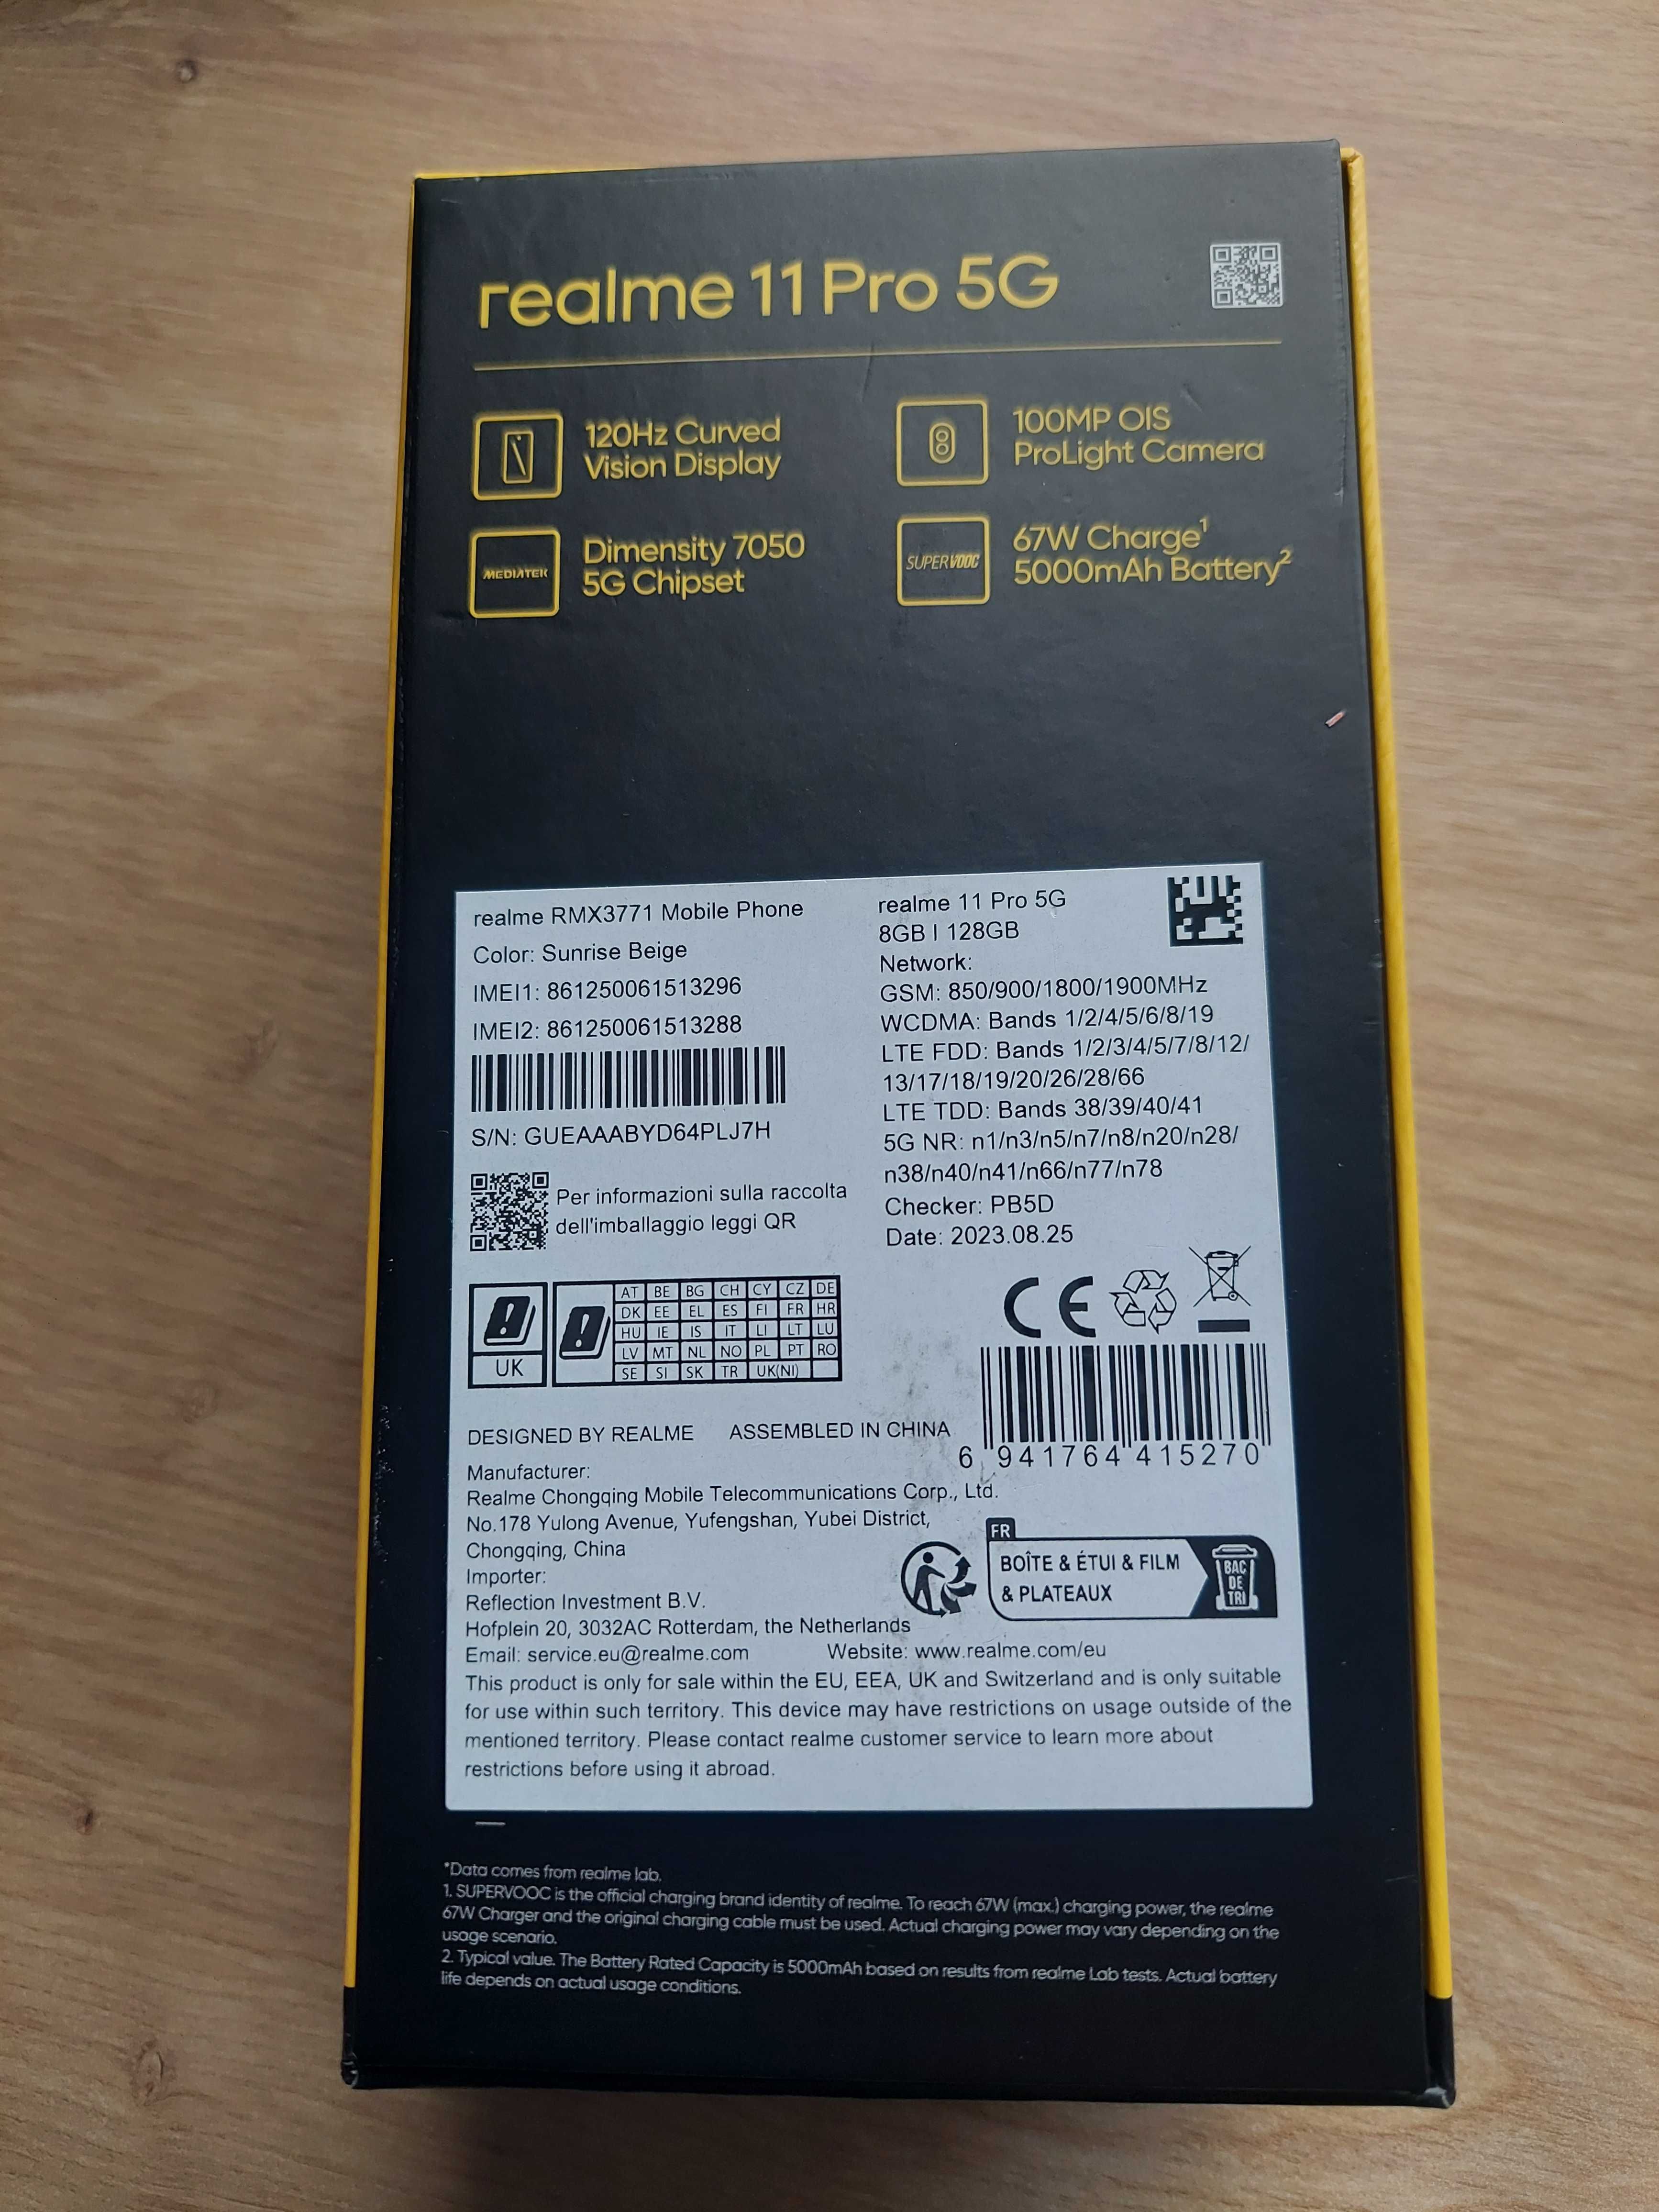 realme 11 Pro 5G
120Hz Curved
Vision Display
100MP OIS
ProLight Camera
MEDIATEK
Dimensity 7050
5G Chipset
SUPERVOOC
67W Charge¹
5000mAh Battery²
realme RMX3771 Mobile Phone
Color: Sunrise Beige
IMEI1: 861250061513296
IMEI2: 861250061513288
S/N: GUEAAABYD64PLJ7H
Per informazioni sulla raccolta
dell'imballaggio leggi QR
realme 11 Pro 5G
8GB | 128GB
Network:
GSM: 850/900/1800/1900MHz
WCDMA: Bands 1/2/4/5/6/8/19
LTE FDD: Bands 1/2/3/4/5/7/8/12/
13/17/18/19/20/26/28/66
LTE TDD: Bands 38/39/40/41
5G NR: n1/n3/n5/n7/n8/n20/n28/
n38/n40/n41/n66/n77/n78
Checker: PB5D
Date: 2023.08.25
UK
AT BE BG CH CY CZ DE
DK EE EL ES FI FR HR
HU IE IS IT LI LT LU
LV MT NL NO PL PT RO
SE SI SK TR UK(NI)
CE
6 941764 415270
DESIGNED BY REALME ASSEMBLED IN CHINA
Manufacturer:
Realme Chongqing Mobile Telecommunications Corp., Ltd.
No.178 Yulong Avenue, Yufengshan, Yubei District,
Chongqing, China
Importer:
Reflection Investment B.V.
Hofplein 20, 3032AC Rotterdam, the Netherlands
FR
BOÎTE & ÉTUI & FILM
& PLATEAUX
BAC
DE
TRI
Email: service.eu@realme.com Website: www.realme.com/eu
This product is only for sale within the EU, EEA, UK and Switzerland and is only suitable
for use within such territory. This device may have restrictions on usage outside of the
mentioned territory. Please contact realme customer service to learn more about
restrictions before using it abroad.
*Data comes from realme lab.
1. SUPERVOOC is the official charging brand identity of realme. To reach 67W (max.) charging power, the realme
67W Charger and the original charging cable must be used. Actual charging power may vary depending on the
usage scenario.
2. Typical value. The Battery Rated Capacity is 5000mAh based on results from realme Lab tests. Actual battery
life depends on actual usage conditions.